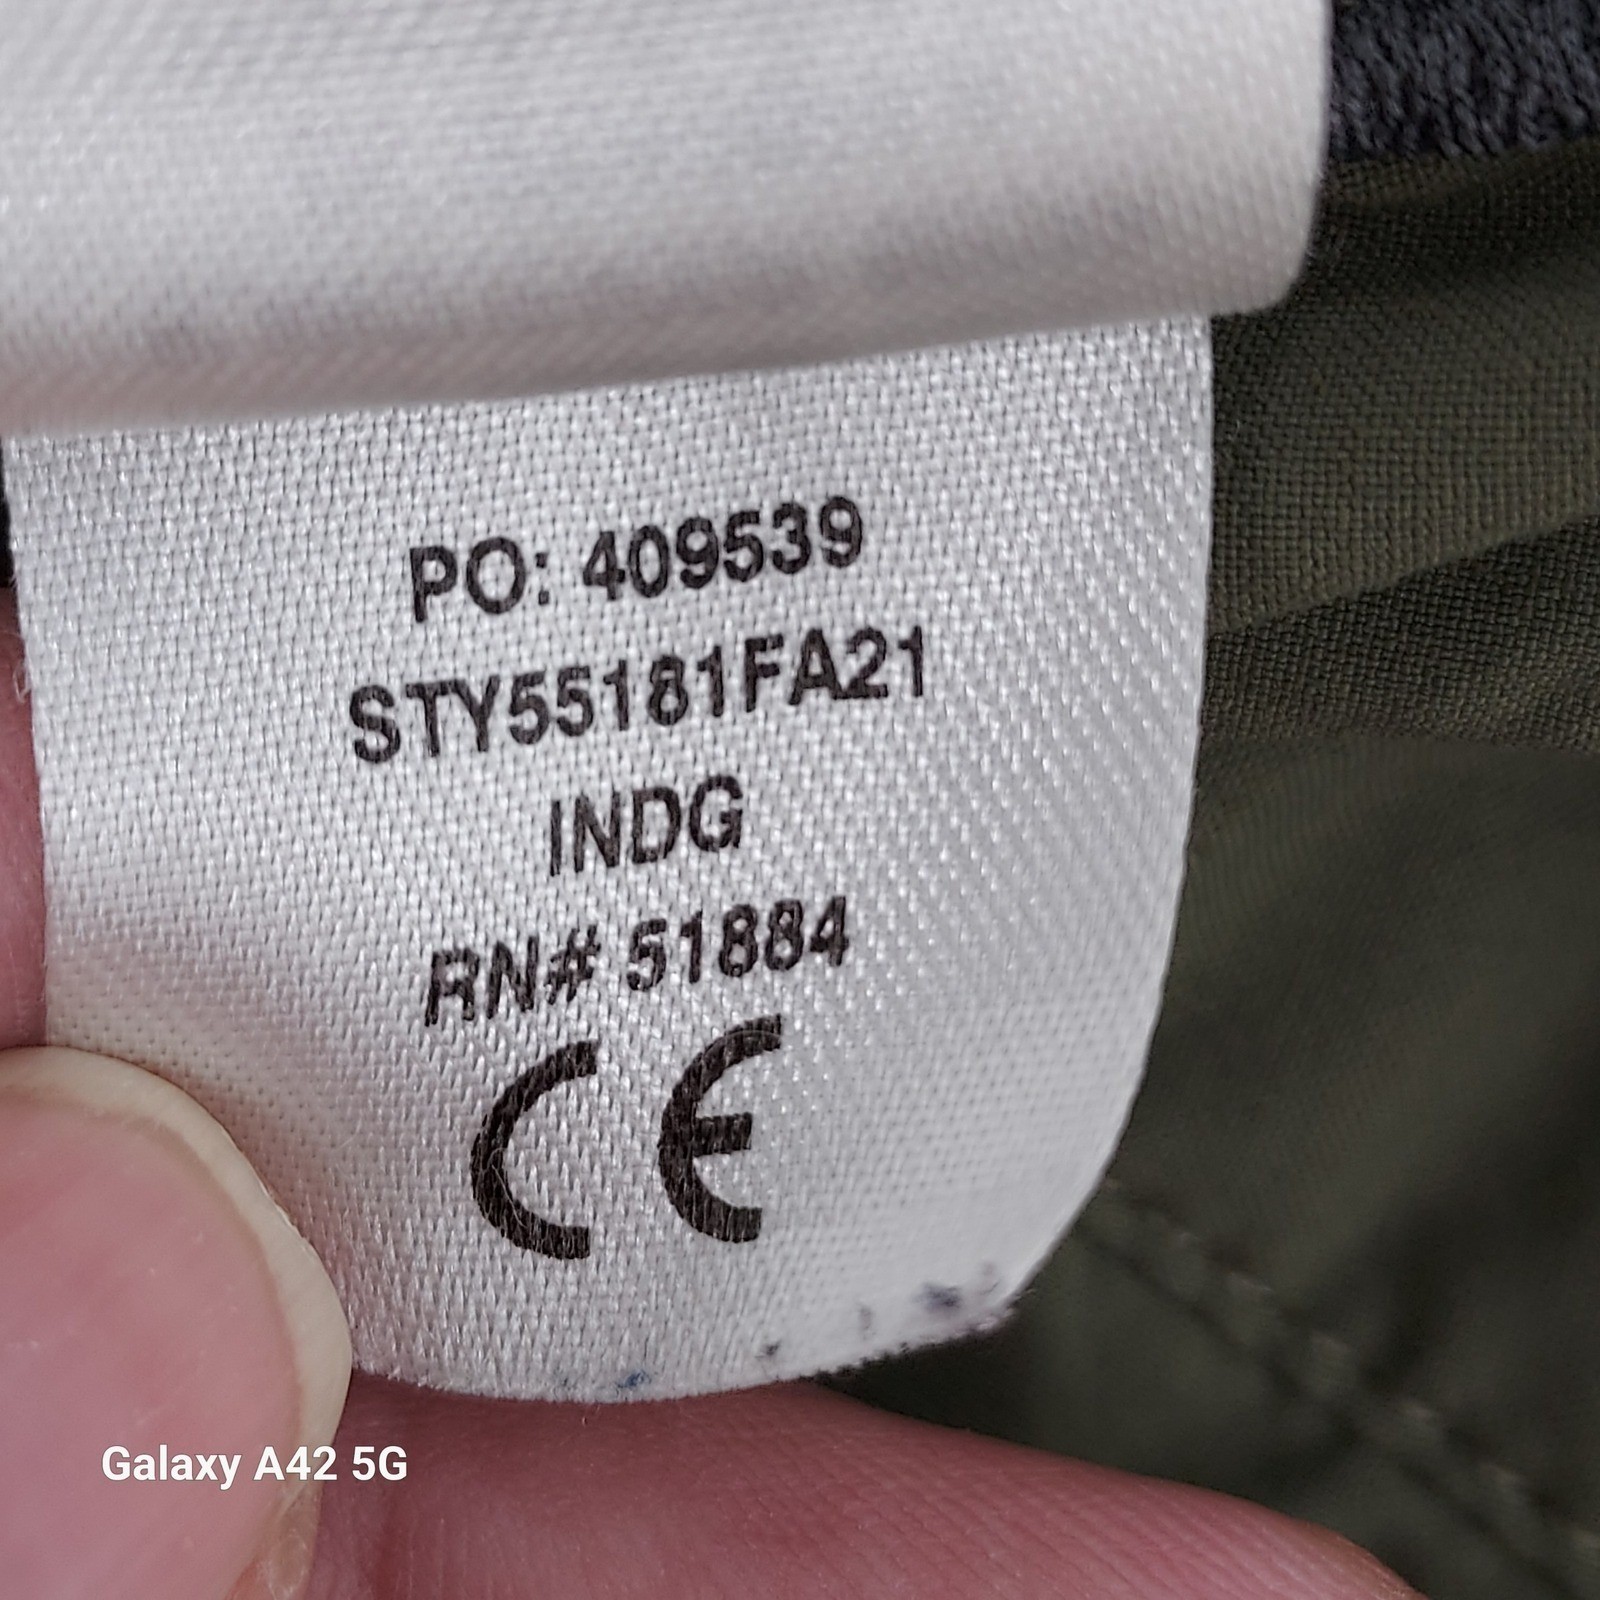 PO: 409539
STY55181FA21
INDG
RN# 51884
CE
Galaxy A42 5G